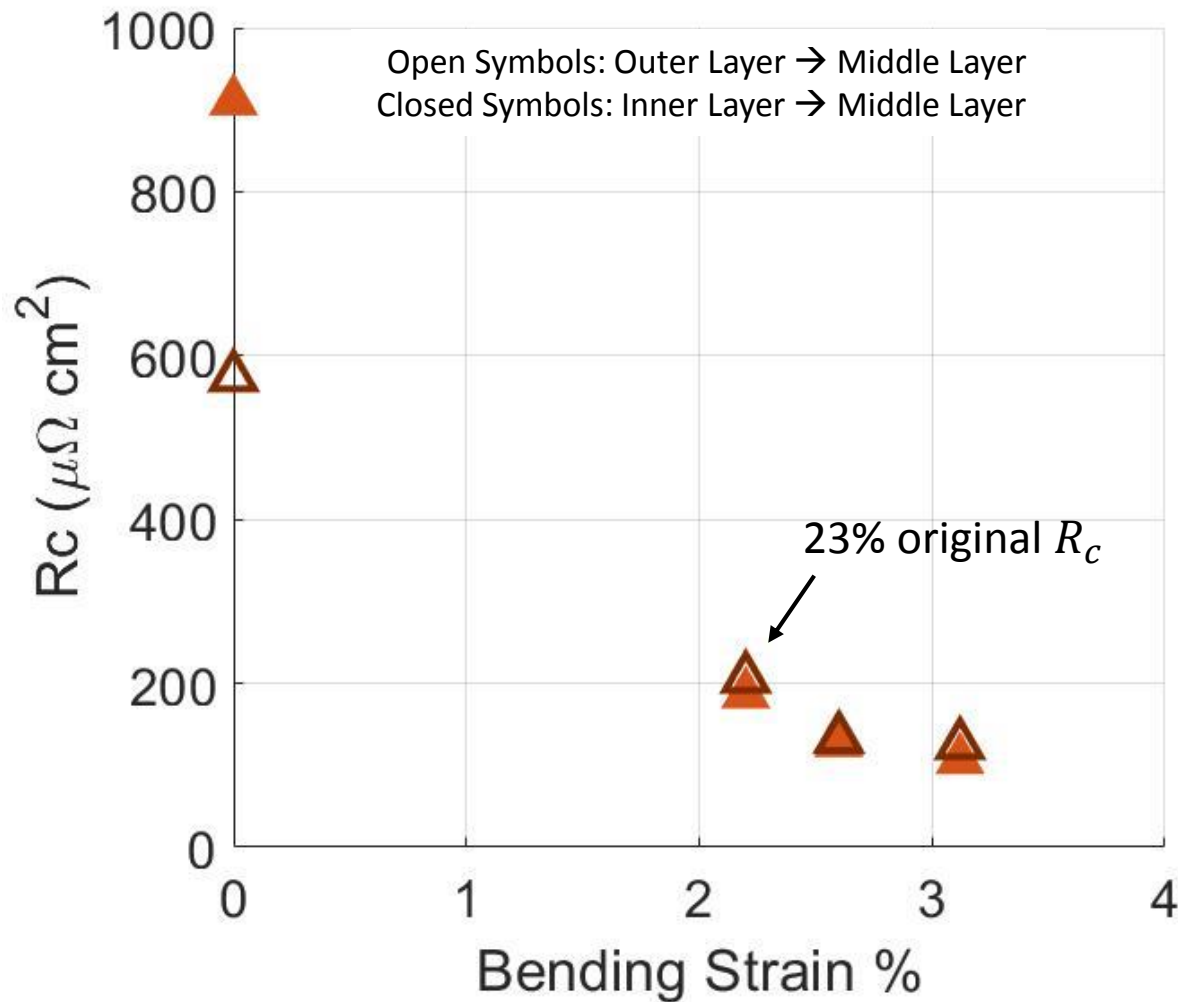 Open Symbols: Outer Layer → Middle Layer
Closed Symbols: Inner Layer → Middle Layer
1000
800
600
400
200
0
Rc (μΩ cm²)
23% original R_c
0 1 2 3 4
Bending Strain %